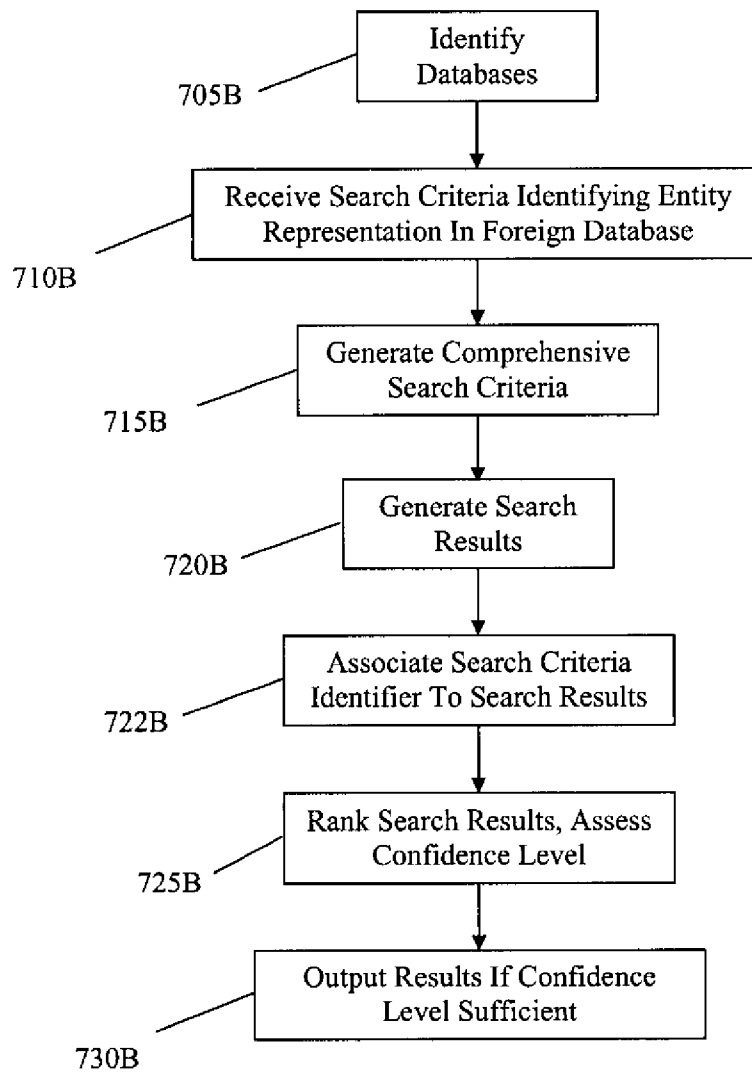 Identify
Databases
705B
Receive Search Criteria Identifying Entity
Representation In Foreign Database
710B
Generate Comprehensive
Search Criteria
715B
Generate Search
Results
720B
Associate Search Criteria
Identifier To Search Results
722B
Rank Search Results, Assess
Confidence Level
725B
Output Results If Confidence
Level Sufficient
730B